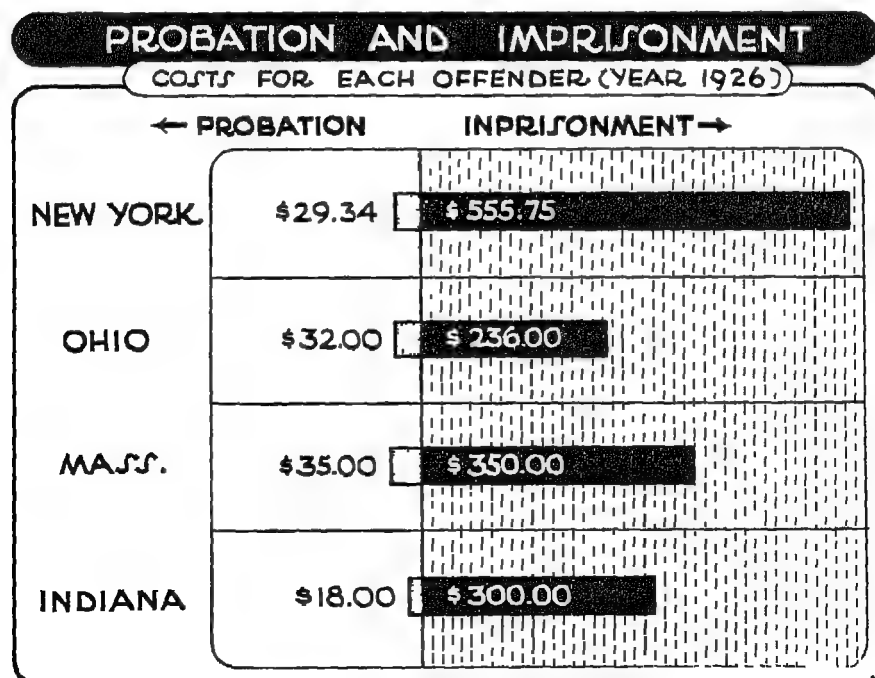 PROBATION AND IMPRISONMENT
COSTS FOR EACH OFFENDER (YEAR 1926)
← PROBATION INPRISONMENT →
NEW YORK $29.34 $555.75
OHIO $32.00 $236.00
MASS. $35.00 $350.00
INDIANA $18.00 $300.00